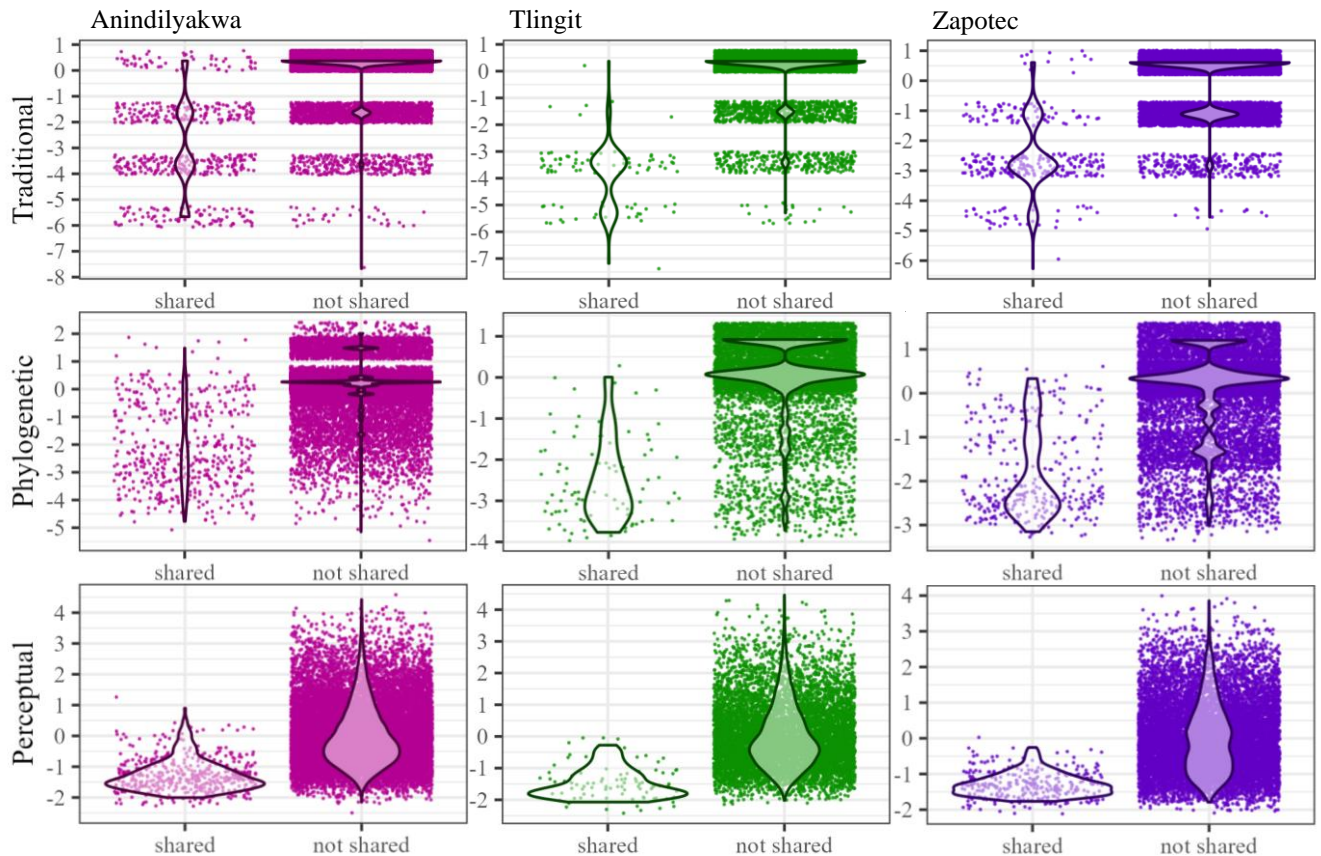 Anindilyakwa Tlingit Zapotec
Traditional
1 0 -1 -2 -3 -4 -5 -6 -7 -8
1 0 -1 -2 -3 -4 -5 -6 -7
1 0 -1 -2 -3 -4 -5 -6
shared not shared shared not shared shared not shared
Phylogenetic
2 1 0 -1 -2 -3 -4 -5
1 0 -1 -2 -3 -4
1 0 -1 -2 -3
shared not shared shared not shared shared not shared
Perceptual
4 3 2 1 0 -1 -2
4 3 2 1 0 -1 -2
4 3 2 1 0 -1 -2
shared not shared shared not shared shared not shared